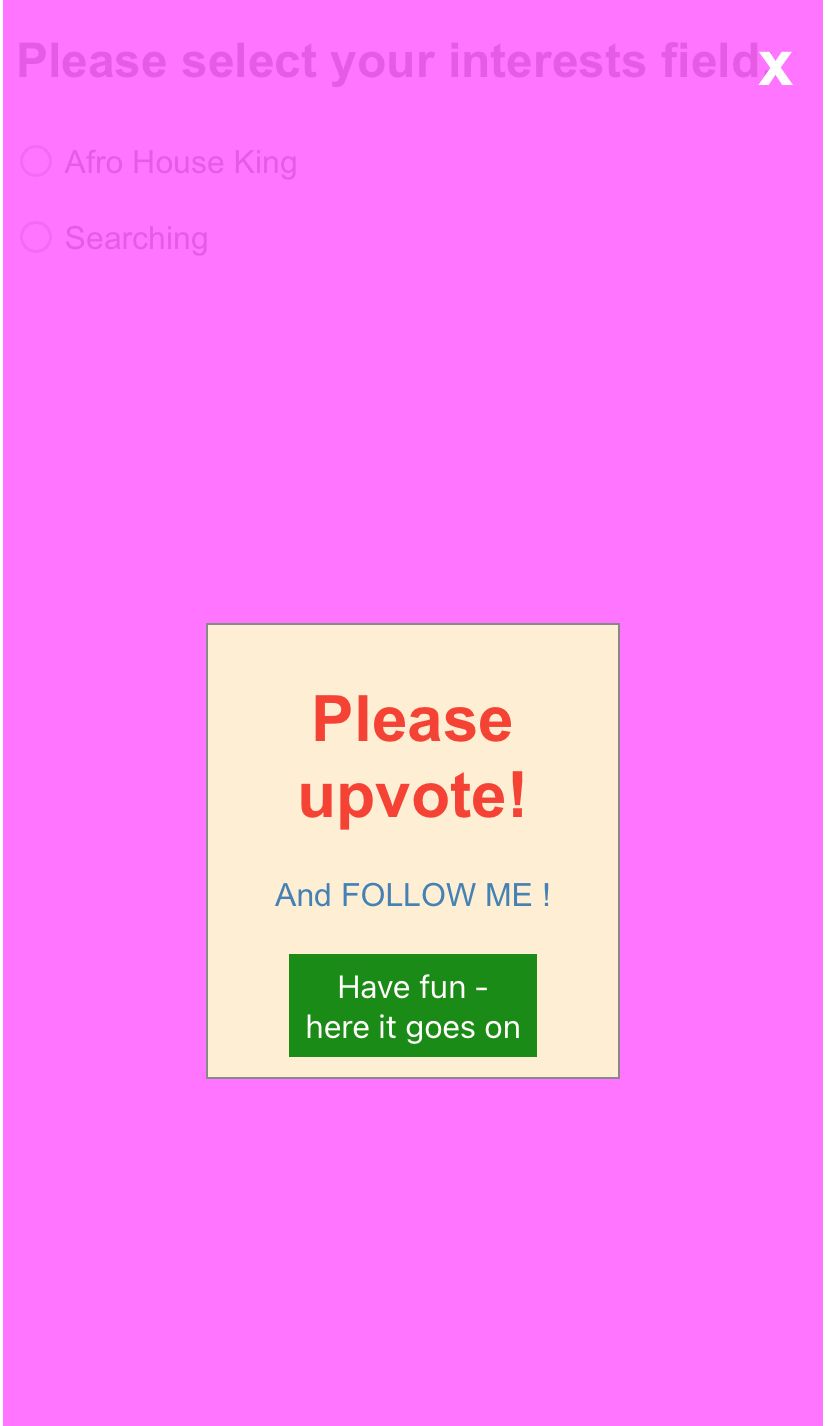 Please select your interests field
x
Afro House King
Searching
Please
upvote!
And FOLLOW ME !
Have fun -
here it goes on